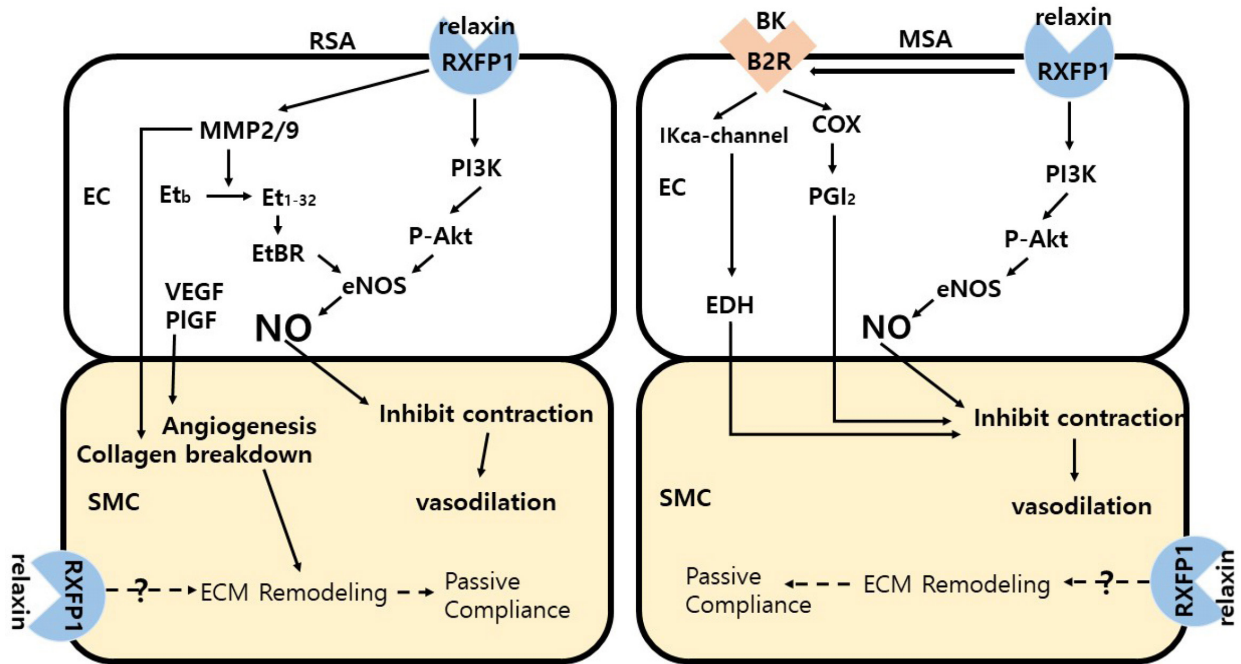 relaxin
RSA
RXFP1
MMP2/9
EC
Etb
Et1-32
EtBR
PI3K
P-Akt
eNOS
VEGF
PlGF
NO
Angiogenesis
Collagen breakdown
Inhibit contraction
SMC
vasodilation
relaxin
RXFP1
?
ECM Remodeling
Passive
Compliance
BK
B2R
MSA
relaxin
RXFP1
IKca-channel
COX
EC
PGI2
PI3K
P-Akt
eNOS
EDH
NO
Inhibit contraction
SMC
vasodilation
Passive
Compliance
ECM Remodeling
?
RXFP1
relaxin